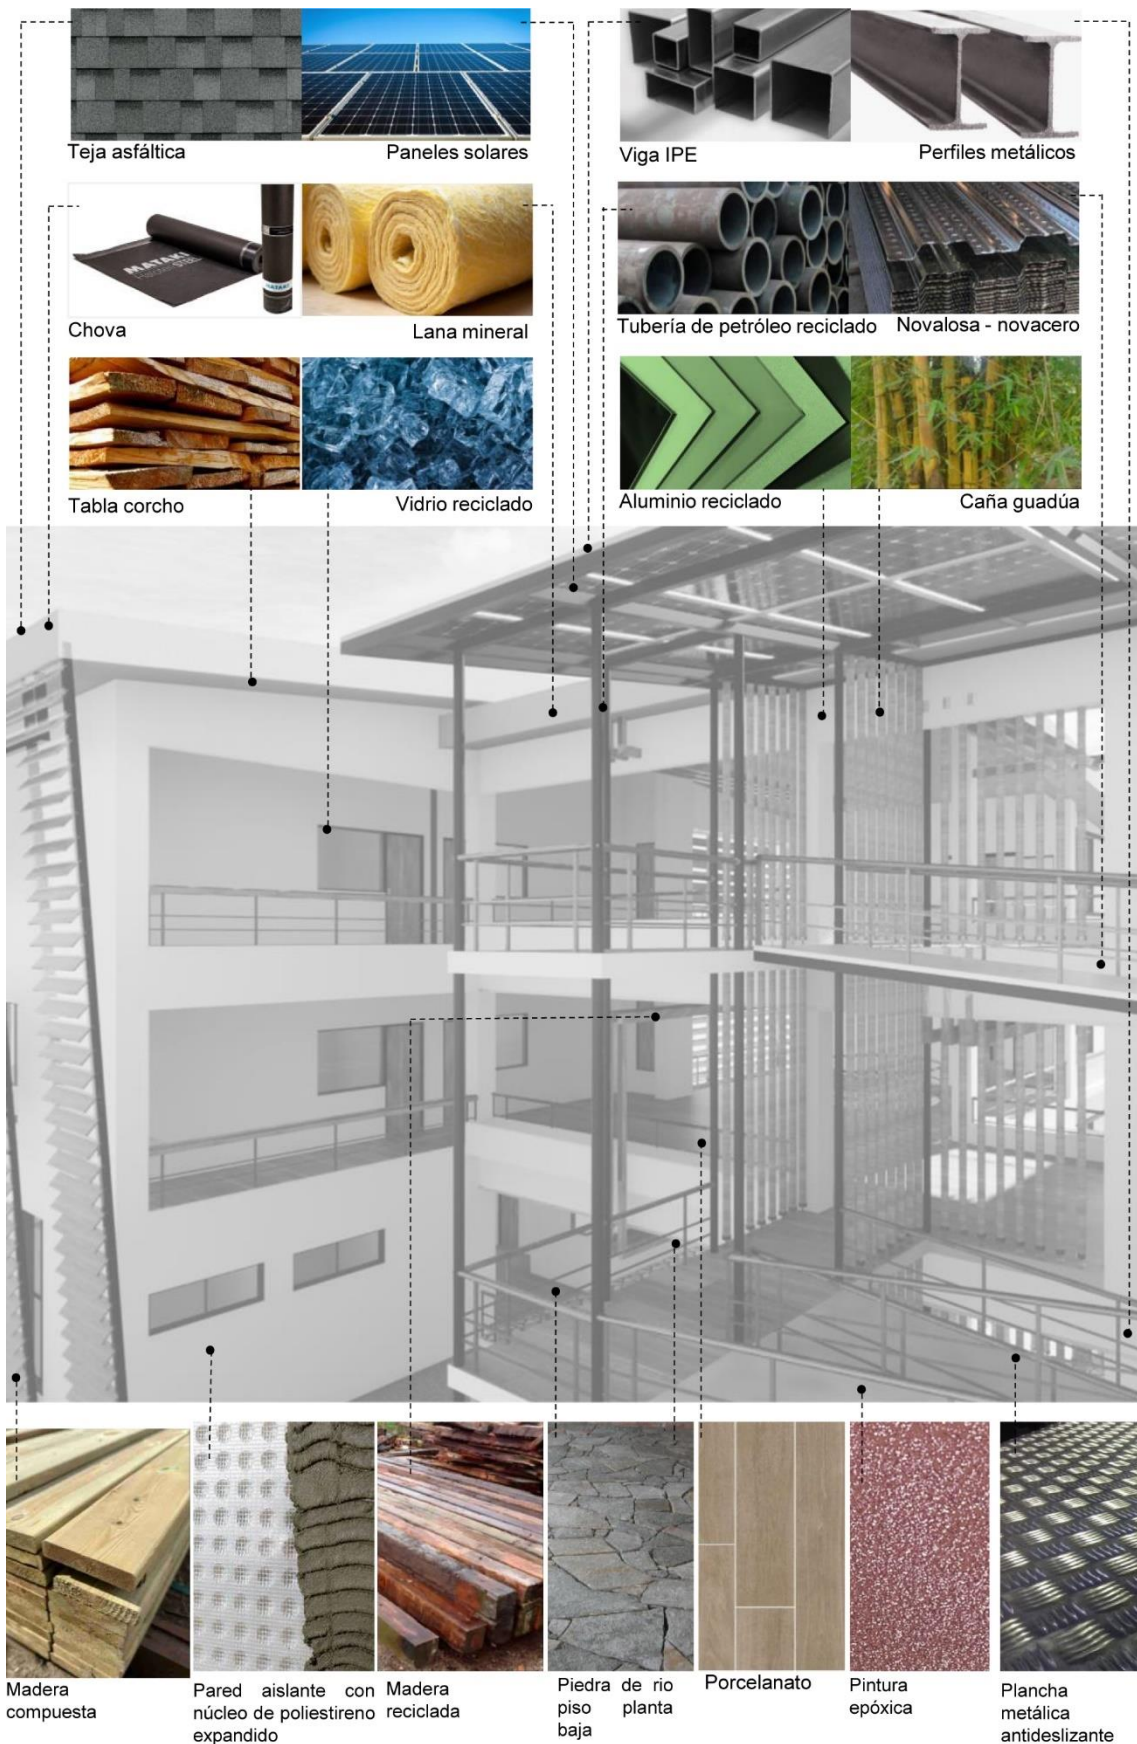 Teja asfáltica
Paneles solares
Viga IPE
Perfiles metálicos
MATAKI
MATAKI
Chova
Lana mineral
Tubería de petróleo reciclado
Novalosa - novacero
Tabla corcho
Vidrio reciclado
Aluminio reciclado
Caña guadúa
Madera
compuesta
Pared aislante con
núcleo de poliestireno
expandido
Madera
reciclada
Piedra de rio
piso planta
baja
Porcelanato
Pintura
epóxica
Plancha
metálica
antideslizante